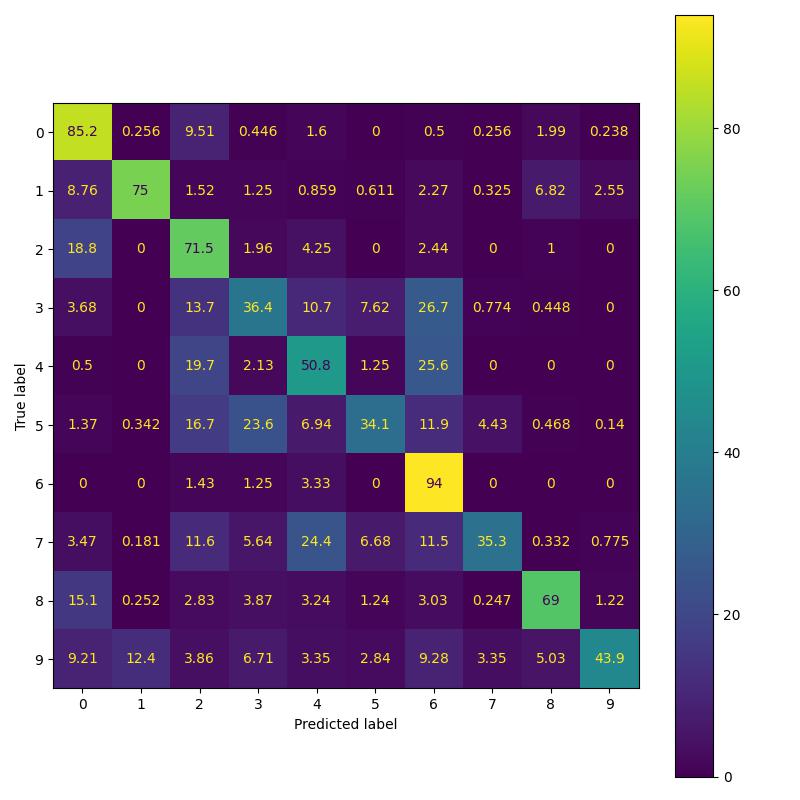 0 85.2 0.256 9.51 0.446 1.6 0 0.5 0.256 1.99 0.238
1 8.76 75 1.52 1.25 0.859 0.611 2.27 0.325 6.82 2.55
2 18.8 0 71.5 1.96 4.25 0 2.44 0 1 0
3 3.68 0 13.7 36.4 10.7 7.62 26.7 0.774 0.448 0
4 0.5 0 19.7 2.13 50.8 1.25 25.6 0 0 0
5 1.37 0.342 16.7 23.6 6.94 34.1 11.9 4.43 0.468 0.14
6 0 0 1.43 1.25 3.33 0 94 0 0 0
7 3.47 0.181 11.6 5.64 24.4 6.68 11.5 35.3 0.332 0.775
8 15.1 0.252 2.83 3.87 3.24 1.24 3.03 0.247 69 1.22
9 9.21 12.4 3.86 6.71 3.35 2.84 9.28 3.35 5.03 43.9
0 1 2 3 4 5 6 7 8 9
Predicted label
True label
80
60
40
20
0